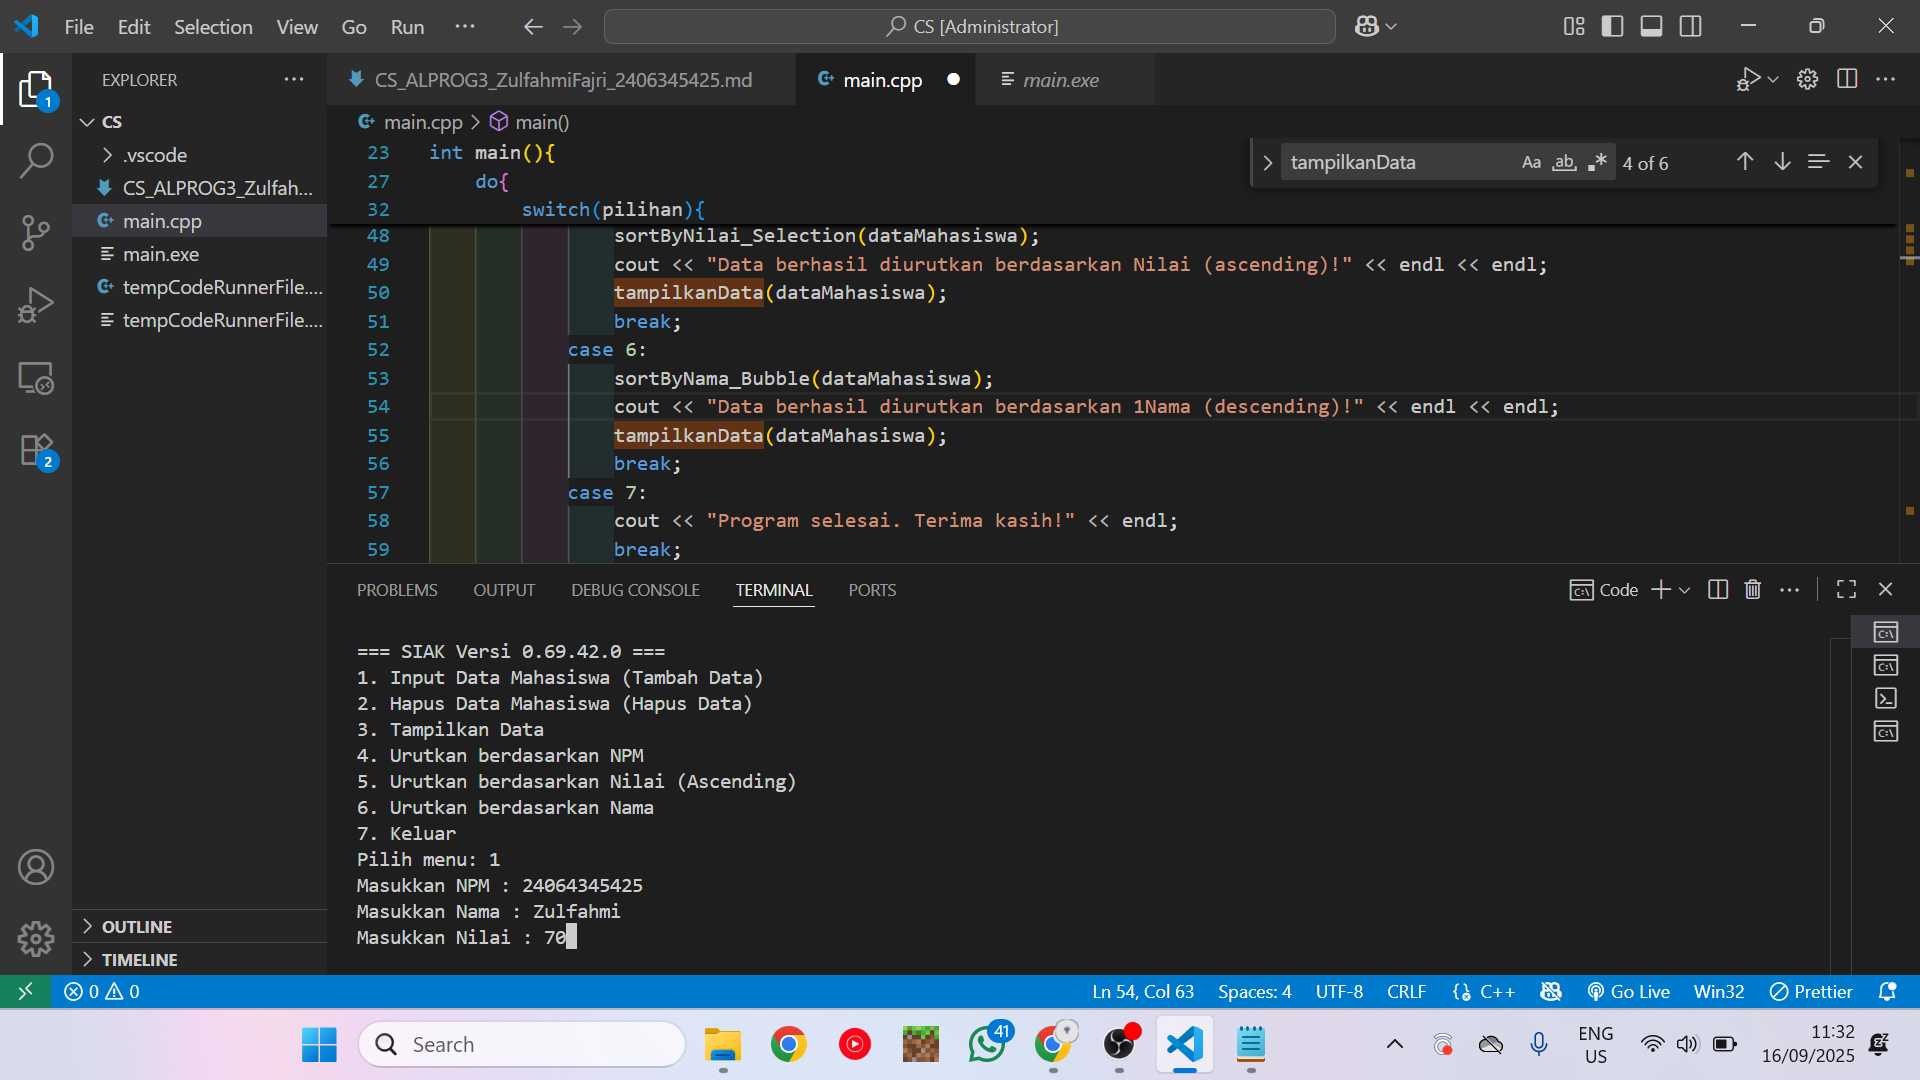 File Edit Selection View Go Run ··· CS [Administrator]
EXPLORER ···
CS_ALPROG3_ZulfahmiFajri_2406345425.md main.cpp main.exe
CS
.vscode
CS_ALPROG3_Zulfah...
main.cpp
main.exe
tempCodeRunnerFile....
tempCodeRunnerFile....
OUTLINE
TIMELINE
main.cpp > main()
tampilkanData Aa ab .* 4 of 6
23 int main(){
27 do{
32 switch(pilihan){
48 sortByNilai_Selection(dataMahasiswa);
49 cout << "Data berhasil diurutkan berdasarkan Nilai (ascending)!" << endl << endl;
50 tampilkanData(dataMahasiswa);
51 break;
52 case 6:
53 sortByNama_Bubble(dataMahasiswa);
54 cout << "Data berhasil diurutkan berdasarkan 1Nama (descending)!" << endl << endl;
55 tampilkanData(dataMahasiswa);
56 break;
57 case 7:
58 cout << "Program selesai. Terima kasih!" << endl;
59 break;
PROBLEMS OUTPUT DEBUG CONSOLE TERMINAL PORTS Code
=== SIAK Versi 0.69.42.0 ===
1. Input Data Mahasiswa (Tambah Data)
2. Hapus Data Mahasiswa (Hapus Data)
3. Tampilkan Data
4. Urutkan berdasarkan NPM
5. Urutkan berdasarkan Nilai (Ascending)
6. Urutkan berdasarkan Nama
7. Keluar
Pilih menu: 1
Masukkan NPM : 24064345425
Masukkan Nama : Zulfahmi
Masukkan Nilai : 70
1
2
0 0 Ln 54, Col 63 Spaces: 4 UTF-8 CRLF C++ Go Live Win32 Prettier
Search 41 ENG US 11:32 16/09/2025